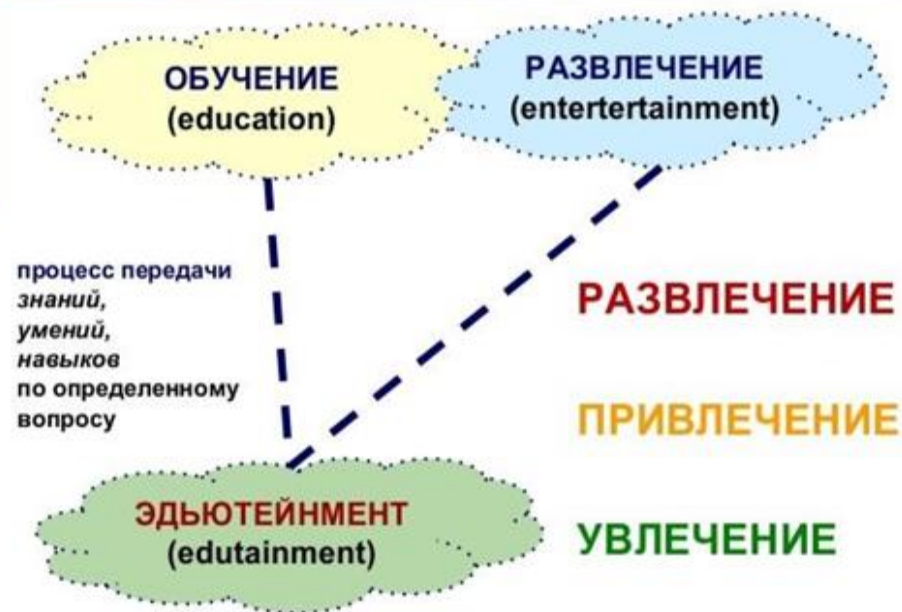 ОБУЧЕНИЕ
(education)
РАЗВЛЕЧЕНИЕ
(entertertainment)
процесс передачи
знаний,
умений,
навыков
по определенному
вопросу
РАЗВЛЕЧЕНИЕ
ПРИВЛЕЧЕНИЕ
УВЛЕЧЕНИЕ
ЭДЬЮТЕЙНМЕНТ
(edutainment)